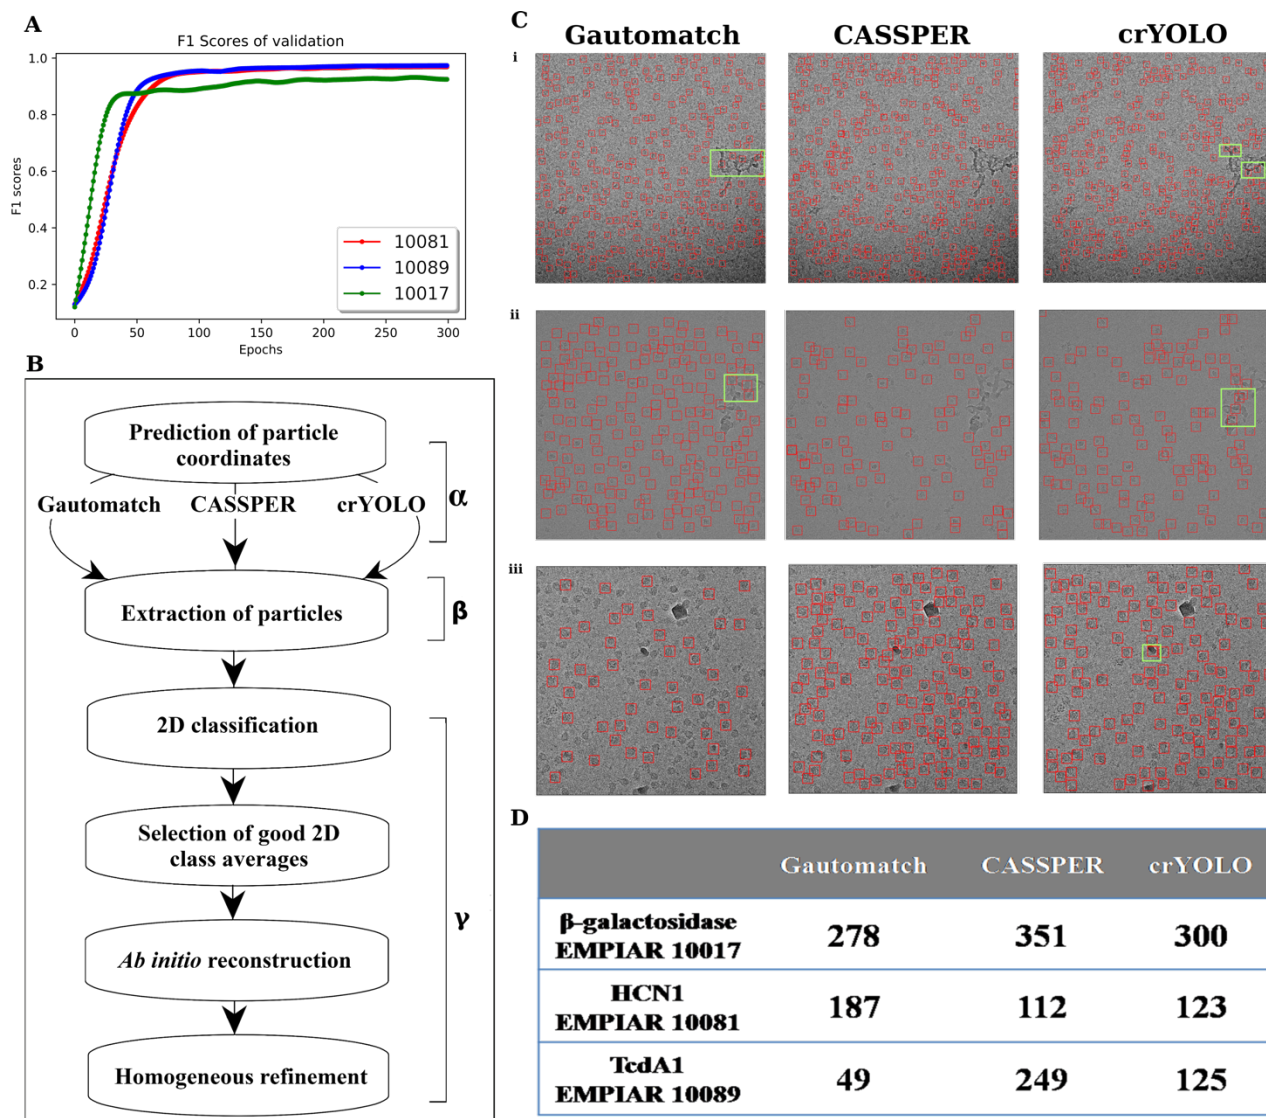 A
F1 Scores of validation
1.0
0.8
0.6
0.4
0.2
F1 scores
0 50 100 150 200 250 300
Epochs
10081
10089
10017
B
Prediction of particle
coordinates
Gautomatch CASSPER crYOLO
α
Extraction of particles
β
2D classification
Selection of good 2D
class averages
Ab initio reconstruction
Homogeneous refinement
γ
C
Gautomatch CASSPER crYOLO
i
ii
iii
D
Gautomatch CASSPER crYOLO
β-galactosidase
EMPIAR 10017 278 351 300
HCN1
EMPIAR 10081 187 112 123
TcdA1
EMPIAR 10089 49 249 125